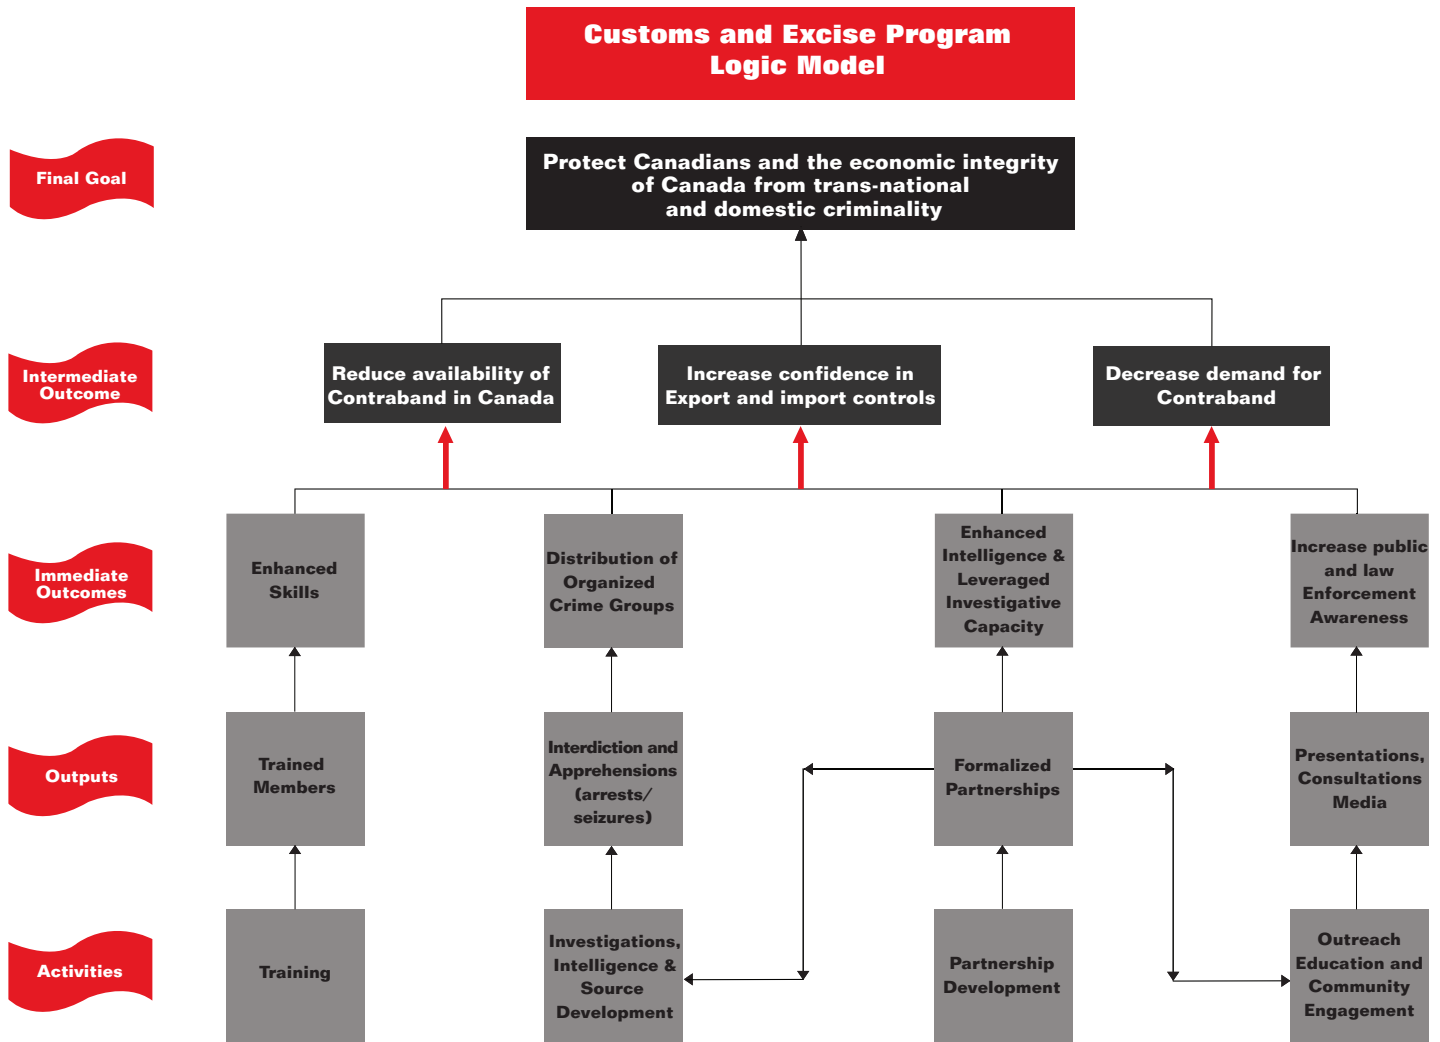 Customs and Excise Program
Logic Model
Final Goal
Protect Canadians and the economic integrity
of Canada from trans-national
and domestic criminality
Intermediate
Outcome
Reduce availability of
Contraband in Canada
Increase confidence in
Export and import controls
Decrease demand for
Contraband
Immediate
Outcomes
Enhanced
Skills
Distribution of
Organized
Crime Groups
Enhanced
Intelligence &
Leveraged
Investigative
Capacity
Increase public
and law
Enforcement
Awareness
Outputs
Trained
Members
Interdiction and
Apprehensions
(arrests/
seizures)
Formalized
Partnerships
Presentations,
Consultations
Media
Activities
Training
Investigations,
Intelligence &
Source
Development
Partnership
Development
Outreach
Education and
Community
Engagement